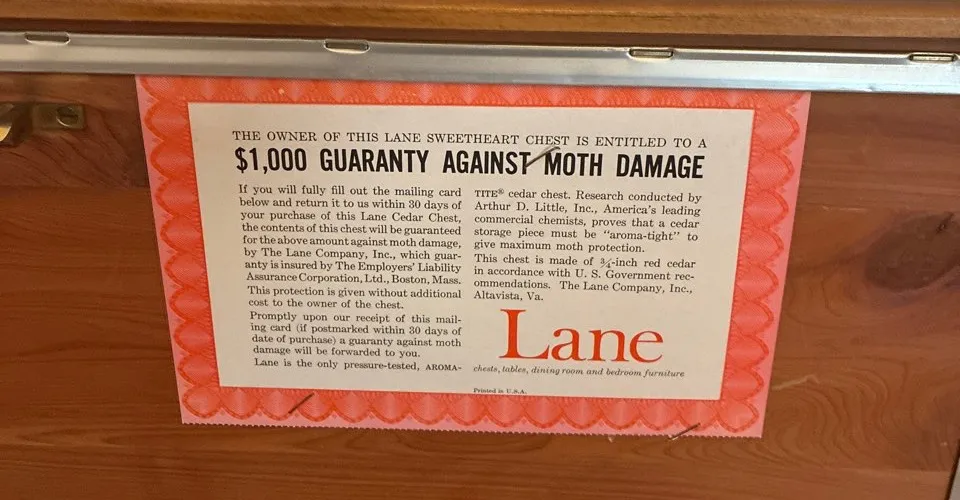 THE OWNER OF THIS LANE SWEETHEART CHEST IS ENTITLED TO A
$1,000 GUARANTY AGAINST MOTH DAMAGE
If you will fully fill out the mailing card
below and return it to us within 30 days of
your purchase of this Lane Cedar Chest,
the contents of this chest will be guaranteed
for the above amount against moth damage,
by The Lane Company, Inc., which guar-
anty is insured by The Employers' Liability
Assurance Corporation, Ltd., Boston, Mass.
This protection is given without additional
cost to the owner of the chest.
Promptly upon our receipt of this mail-
ing card (if postmarked within 30 days of
date of purchase) a guaranty against moth
damage will be forwarded to you.
Lane is the only pressure-tested, AROMA-
TITE® cedar chest. Research conducted by
Arthur D. Little, Inc., America's leading
commercial chemists, proves that a cedar
storage piece must be "aroma-tight" to
give maximum moth protection.
This chest is made of ¾-inch red cedar
in accordance with U. S. Government rec-
ommendations. The Lane Company, Inc.,
Altavista, Va.
Lane
chests, tables, dining room and bedroom furniture
Printed in U.S.A.